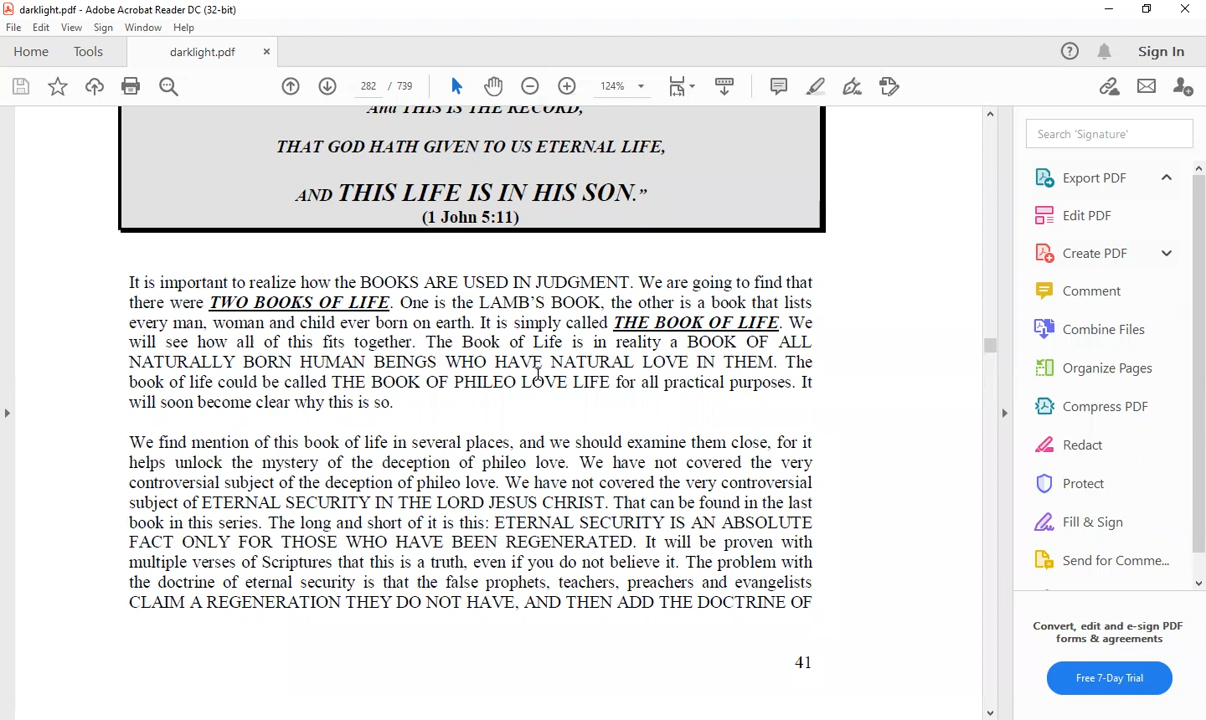 darklight.pdf - Adobe Acrobat Reader DC (32-bit)
File Edit View Sign Window Help
Home Tools darklight.pdf × Sign In
282 / 739 124%
And THIS IS THE RECORD,
THAT GOD HATH GIVEN TO US ETERNAL LIFE,
AND THIS LIFE IS IN HIS SON.”
(1 John 5:11)
It is important to realize how the BOOKS ARE USED IN JUDGMENT. We are going to find that
there were TWO BOOKS OF LIFE. One is the LAMB’S BOOK, the other is a book that lists
every man, woman and child ever born on earth. It is simply called THE BOOK OF LIFE. We
will see how all of this fits together. The Book of Life is in reality a BOOK OF ALL
NATURALLY BORN HUMAN BEINGS WHO HAVE NATURAL LOVE IN THEM. The
book of life could be called THE BOOK OF PHILEO LOVE LIFE for all practical purposes. It
will soon become clear why this is so.
We find mention of this book of life in several places, and we should examine them close, for it
helps unlock the mystery of the deception of phileo love. We have not covered the very
controversial subject of the deception of phileo love. We have not covered the very controversial
subject of ETERNAL SECURITY IN THE LORD JESUS CHRIST. That can be found in the last
book in this series. The long and short of it is this: ETERNAL SECURITY IS AN ABSOLUTE
FACT ONLY FOR THOSE WHO HAVE BEEN REGENERATED. It will be proven with
multiple verses of Scriptures that this is a truth, even if you do not believe it. The problem with
the doctrine of eternal security is that the false prophets, teachers, preachers and evangelists
CLAIM A REGENERATION THEY DO NOT HAVE, AND THEN ADD THE DOCTRINE OF
41
Search 'Signature'
Export PDF
Edit PDF
Create PDF
Comment
Combine Files
Organize Pages
Compress PDF
Redact
Protect
Fill & Sign
Send for Comme...
Convert, edit and e-sign PDF
forms & agreements
Free 7-Day Trial